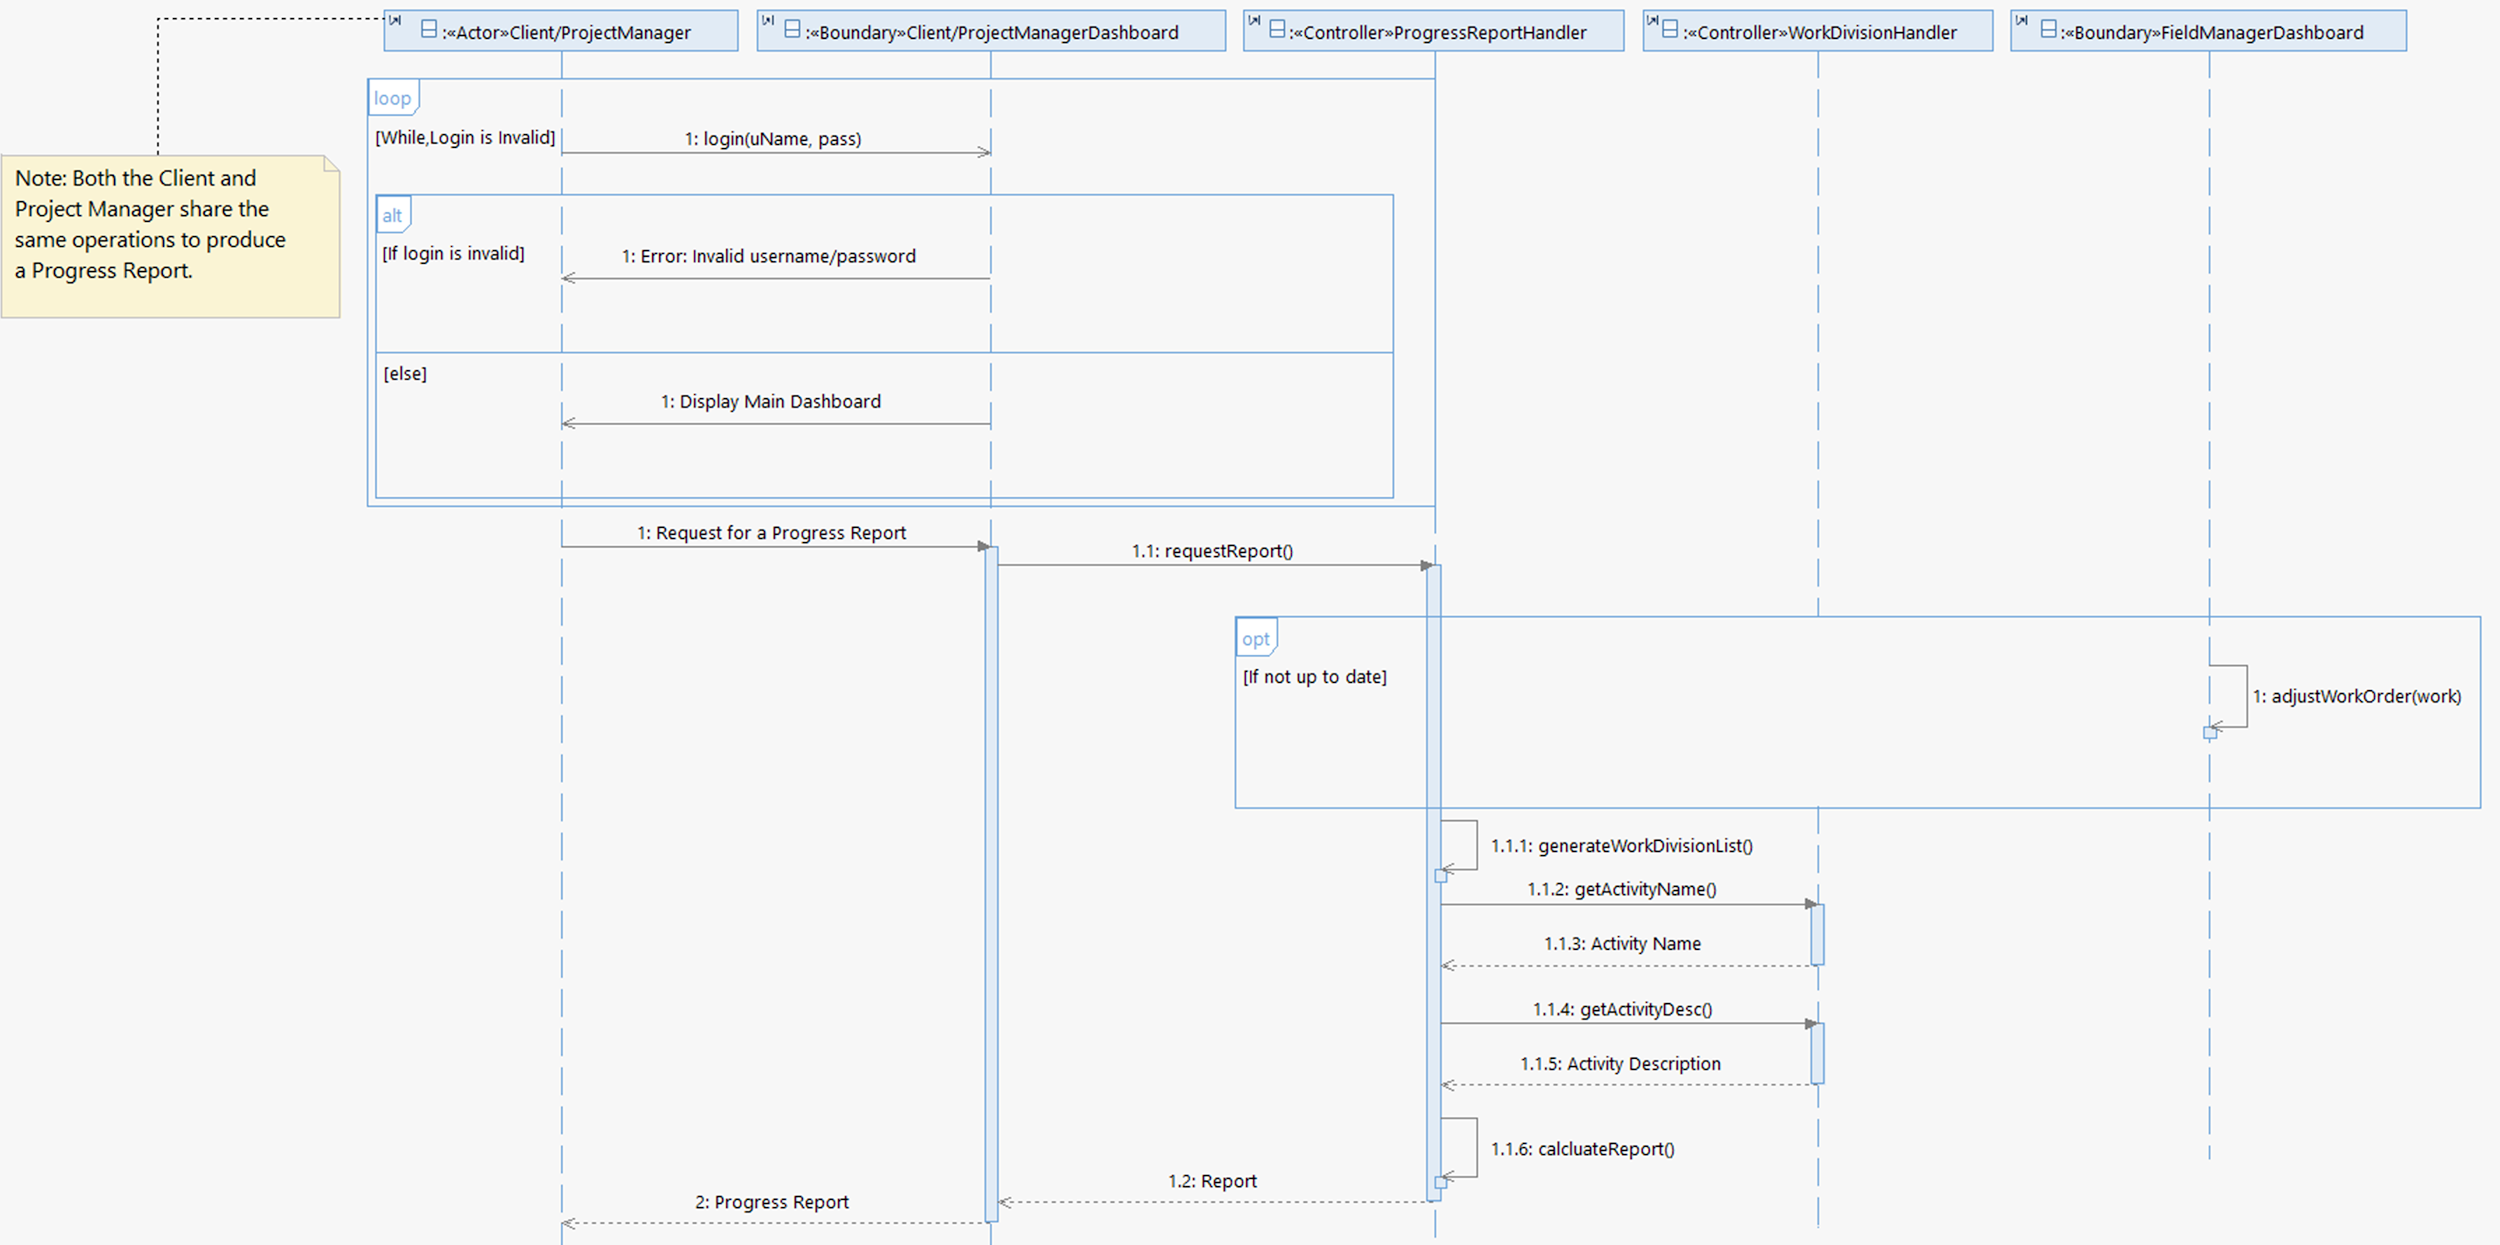 :«Actor»Client/ProjectManager
:«Boundary»Client/ProjectManagerDashboard
:«Controller»ProgressReportHandler
:«Controller»WorkDivisionHandler
:«Boundary»FieldManagerDashboard
loop
[While,Login is Invalid]
1: login(uName, pass)
Note: Both the Client and
Project Manager share the
same operations to produce
a Progress Report.
alt
[If login is invalid]
1: Error: Invalid username/password
[else]
1: Display Main Dashboard
1: Request for a Progress Report
1.1: requestReport()
opt
[If not up to date]
1: adjustWorkOrder(work)
1.1.1: generateWorkDivisionList()
1.1.2: getActivityName()
1.1.3: Activity Name
1.1.4: getActivityDesc()
1.1.5: Activity Description
1.1.6: calcluateReport()
1.2: Report
2: Progress Report